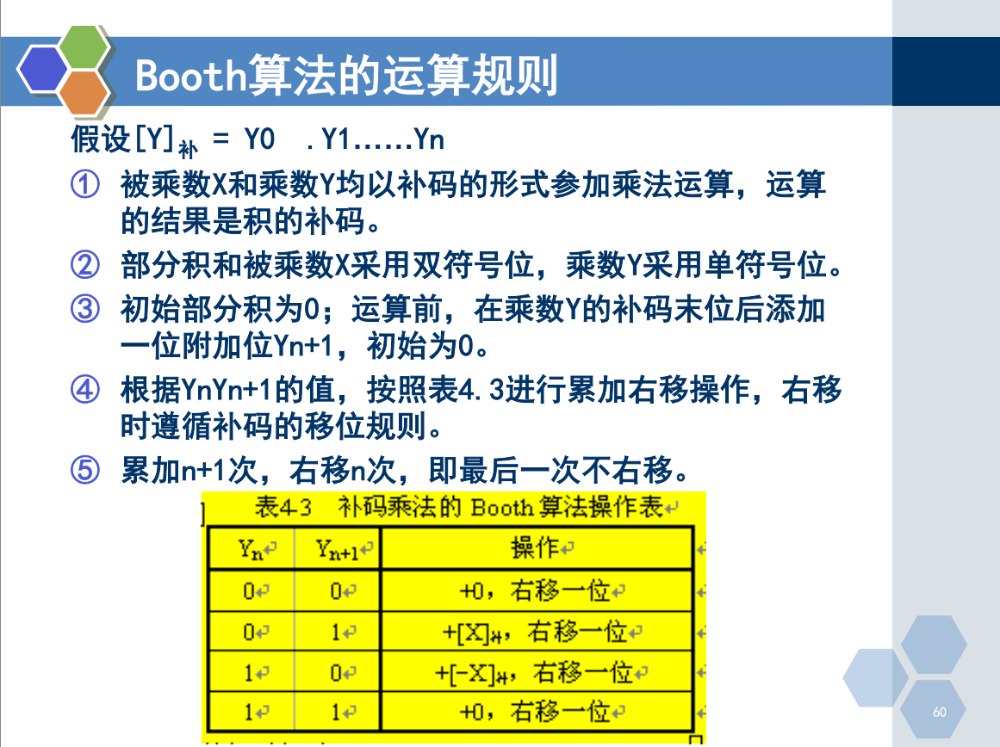 Booth算法的运算规则
假设[Y]补 = Y0 .Y1……Yn
① 被乘数X和乘数Y均以补码的形式参加乘法运算，运算
的结果是积的补码。
② 部分积和被乘数X采用双符号位，乘数Y采用单符号位。
③ 初始部分积为0；运算前，在乘数Y的补码末位后添加
一位附加位Yn+1，初始为0。
④ 根据YnYn+1的值，按照表4.3进行累加右移操作，右移
时遵循补码的移位规则。
⑤ 累加n+1次，右移n次，即最后一次不右移。
表4-3 补码乘法的 Booth 算法操作表↵
Yn↵ Yn+1↵ 操作↵
0↵ 0↵ +0，右移一位↵
0↵ 1↵ +[X]补，右移一位↵
1↵ 0↵ +[-X]补，右移一位↵
1↵ 1↵ +0，右移一位↵
60